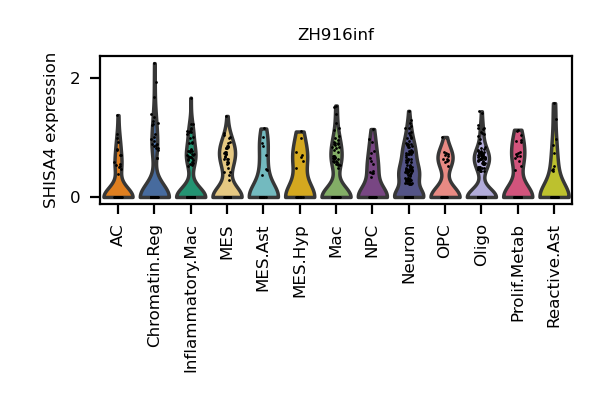 ZH916inf
SHISA4 expression
2
0
AC
Chromatin.Reg
Inflammatory.Mac
MES
MES.Ast
MES.Hyp
Mac
NPC
Neuron
OPC
Oligo
Prolif.Metab
Reactive.Ast